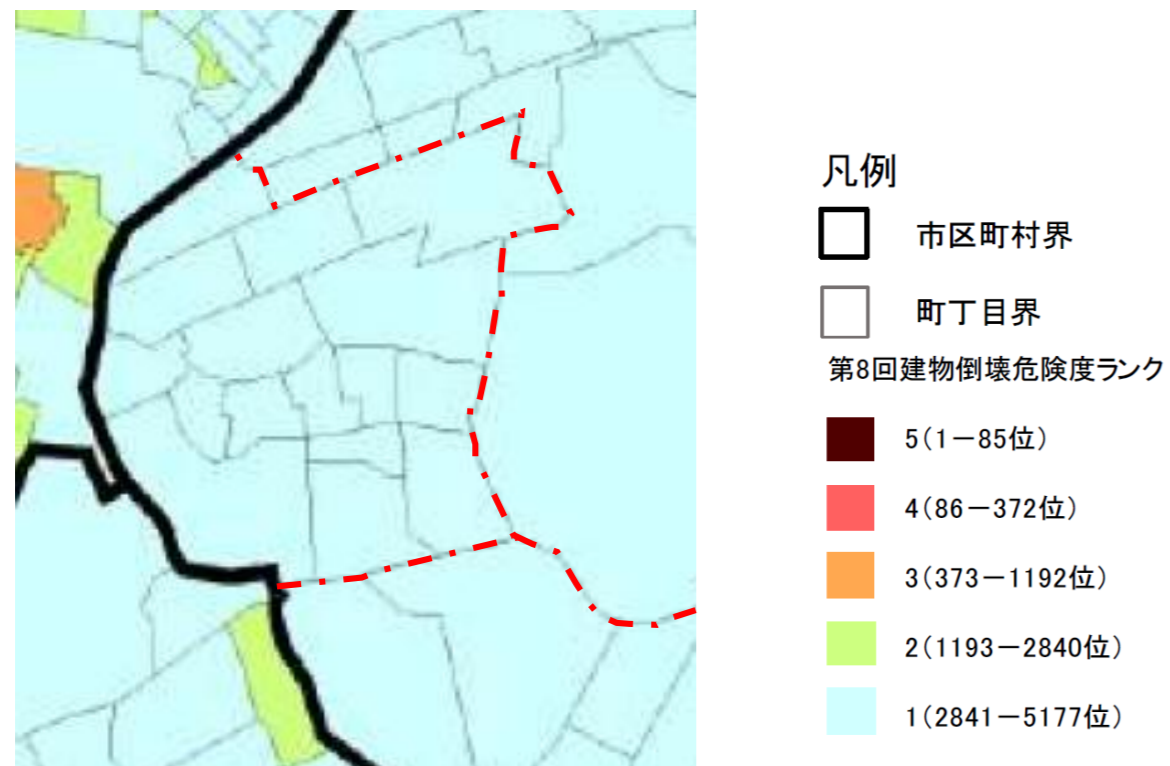 凡例
市区町村界
町丁目界
第8回建物倒壊危険度ランク
5(1－85位)
4(86－372位)
3(373－1192位)
2(1193－2840位)
1(2841－5177位)